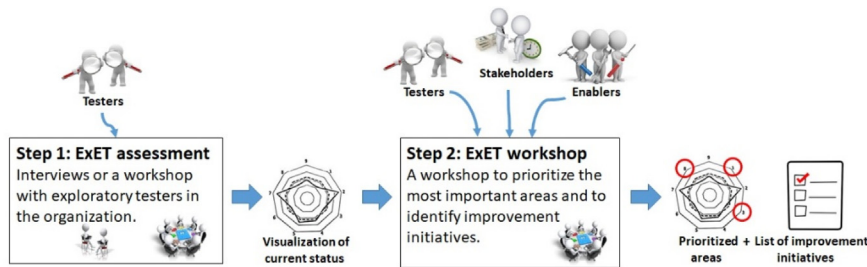 Stakeholders
Testers
Enablers
Testers
Step 1: ExET assessment
Interviews or a workshop
with exploratory testers in
the organization.
Visualization of
current status
Step 2: ExET workshop
A workshop to prioritize the
most important areas and to
identify improvement
initiatives.
Prioritized + List of improvement
areas initiatives